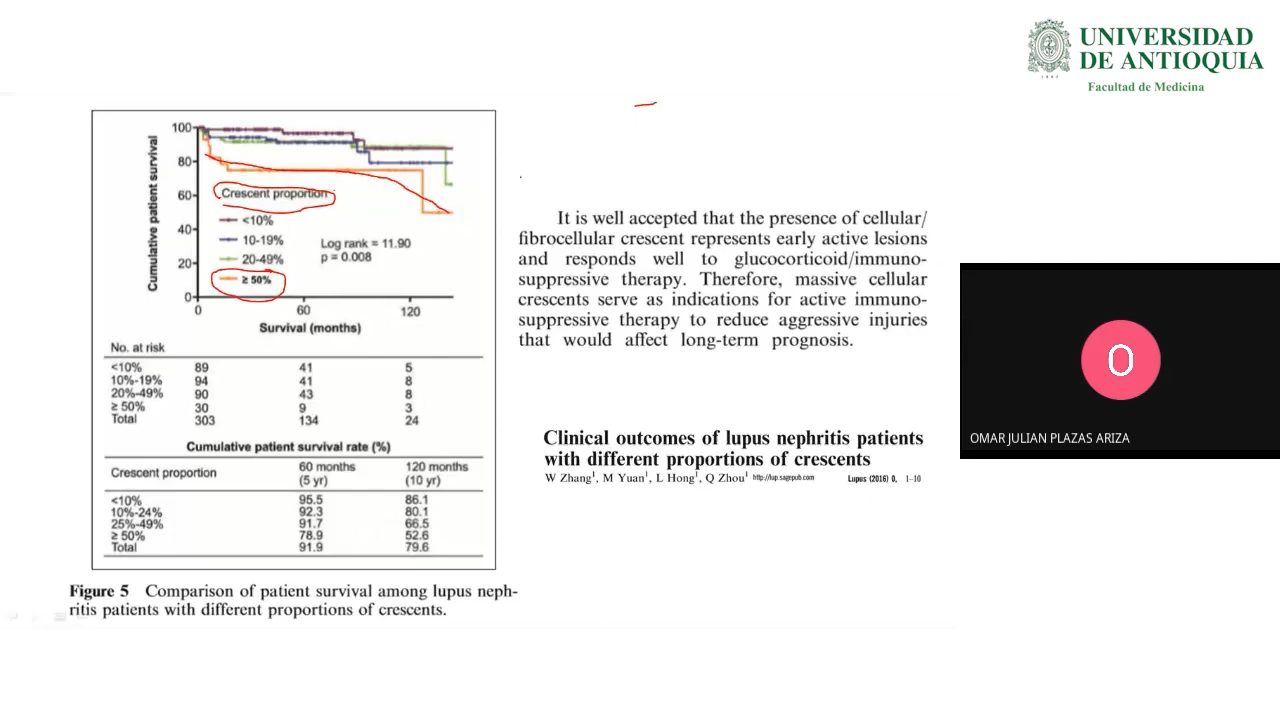 UNIVERSIDAD
DE ANTIOQUIA
Facultad de Medicina
1803
Cumulative patient survival
100
80
60
40
20
0
Crescent proportion
<10%
10-19%
20-49%
≥ 50%
Log rank = 11.90
p = 0.008
0 60 120
Survival (months)
No. at risk
<10% 89 41 5
10%-19% 94 41 8
20%-49% 90 43 8
≥ 50% 30 9 3
Total 303 134 24
Cumulative patient survival rate (%)
Crescent proportion 60 months (5 yr) 120 months (10 yr)
<10% 95.5 86.1
10%-24% 92.3 80.1
25%-49% 91.7 66.5
≥ 50% 78.9 52.6
Total 91.9 79.6
Figure 5 Comparison of patient survival among lupus neph-
ritis patients with different proportions of crescents.
It is well accepted that the presence of cellular/
fibrocellular crescent represents early active lesions
and responds well to glucocorticoid/immuno-
suppressive therapy. Therefore, massive cellular
crescents serve as indications for active immuno-
suppressive therapy to reduce aggressive injuries
that would affect long-term prognosis.
Clinical outcomes of lupus nephritis patients
with different proportions of crescents
W Zhang1, M Yuan1, L Hong1, Q Zhou1 http://lup.sagepub.com Lupus (2016) 0, 1–10
O
OMAR JULIAN PLAZAS ARIZA